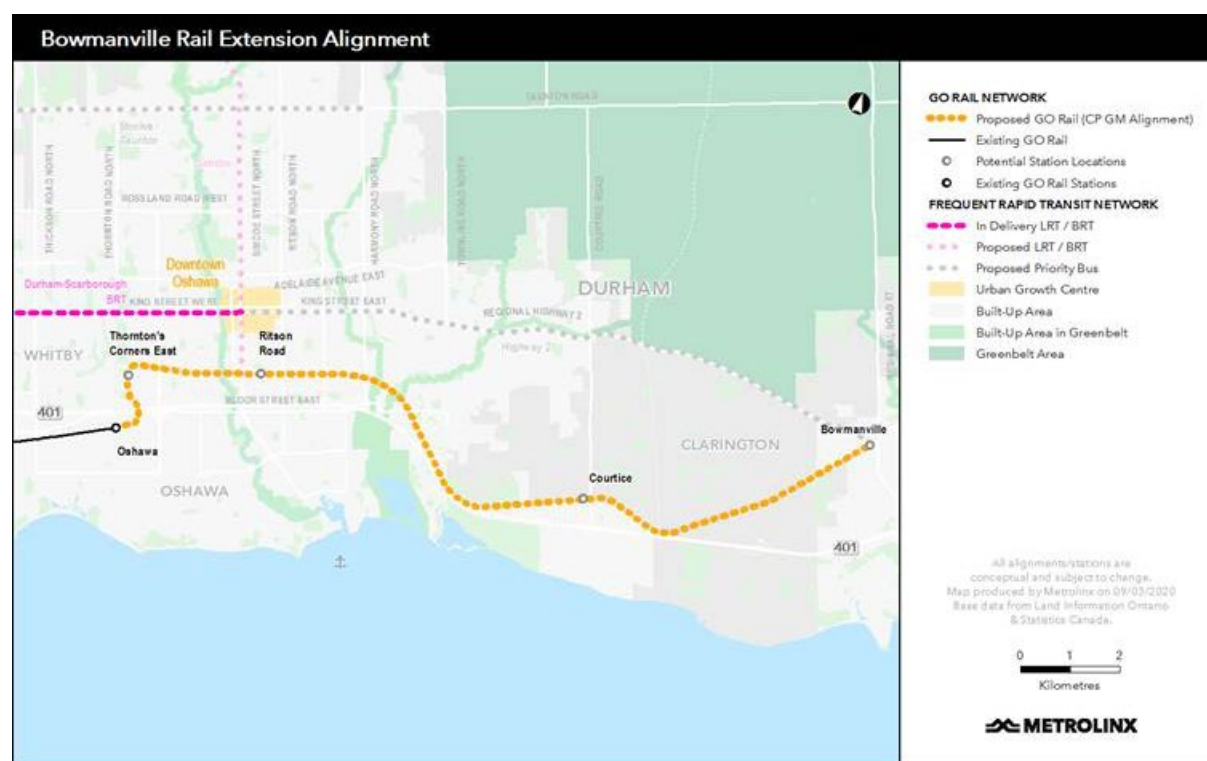 Bowmanville Rail Extension Alignment
TAUNTON ROAD
THICKSON ROAD NORTH
THORNTON ROAD NORTH
SIMCOE STREET NORTH
RITSON ROAD NORTH
HARMONY ROAD NORTH
TOWNLINE ROAD NORTH
COURTICE ROAD
ROSSLAND ROAD WEST
Downtown
Oshawa
ADELAIDE AVENUE EAST
Durham-Scarborough
BRT
KING STREET WEST
KING STREET EAST
DURHAM
REGIONAL HIGHWAY 2
Highway 2
Thornton's
Corners East
Ritson
Road
WHITBY
BLOOR STREET EAST
401
Oshawa
Bowmanville
CLARINGTON
OSHAWA
Courtice
401
GO RAIL NETWORK
Proposed GO Rail (CP GM Alignment)
Existing GO Rail
Potential Station Locations
Existing GO Rail Stations
FREQUENT RAPID TRANSIT NETWORK
In Delivery LRT / BRT
Proposed LRT / BRT
Proposed Priority Bus
Urban Growth Centre
Built-Up Area
Built-Up Area in Greenbelt
Greenbelt Area
All alignments/stations are
conceptual and subject to change.
Map produced by Metrolinx on 09/03/2020
Base data from Land Information Ontario
& Statistics Canada.
0 1 2
Kilometres
METROLINX